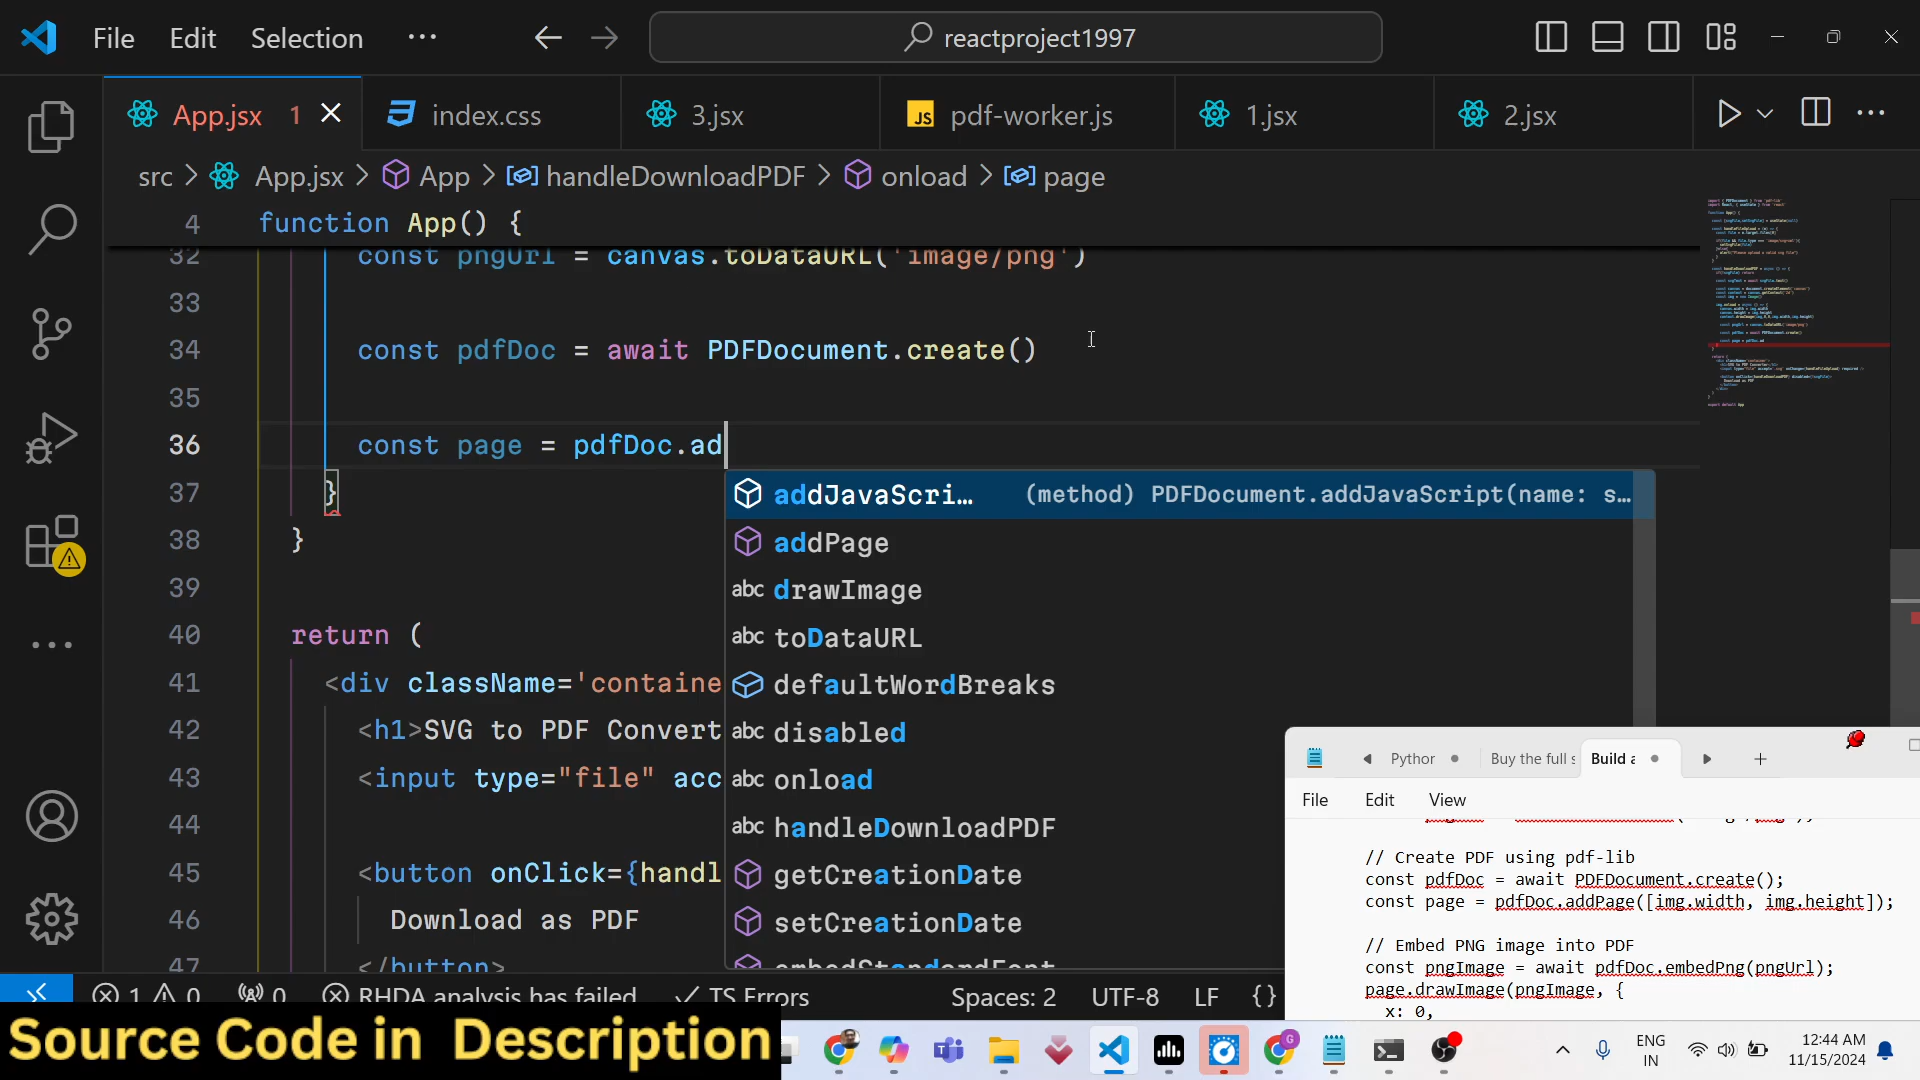 File Edit Selection ··· reactproject1997
App.jsx 1 index.css 3.jsx JS pdf-worker.js 1.jsx 2.jsx
src > App.jsx > App > handleDownloadPDF > onload > page
4 function App() {
32 const pngUrl = canvas.toDataURL('image/png')
33
34 const pdfDoc = await PDFDocument.create()
35
36 const page = pdfDoc.ad
37 }
38 }
39
40 return (
41 <div className='containe
42 <h1>SVG to PDF Convert
43 <input type="file" acc
44
45 <button onClick={handl
46 Download as PDF
47 </button>
addJavaScri… (method) PDFDocument.addJavaScript(name: s…
addPage
abc drawImage
abc toDataURL
defaultWordBreaks
abc disabled
abc onload
abc handleDownloadPDF
getCreationDate
setCreationDate
embedStandardFont
Python Buy the full s Build a
File Edit View
// Create PDF using pdf-lib
const pdfDoc = await PDFDocument.create();
const page = pdfDoc.addPage([img.width, img.height]);
// Embed PNG image into PDF
const pngImage = await pdfDoc.embedPng(pngUrl);
page.drawImage(pngImage, {
x: 0,
1 0 0 RHDA analysis has failed TS Errors Spaces: 2 UTF-8 LF {}
Source Code in Description
ENG
IN
12:44 AM
11/15/2024